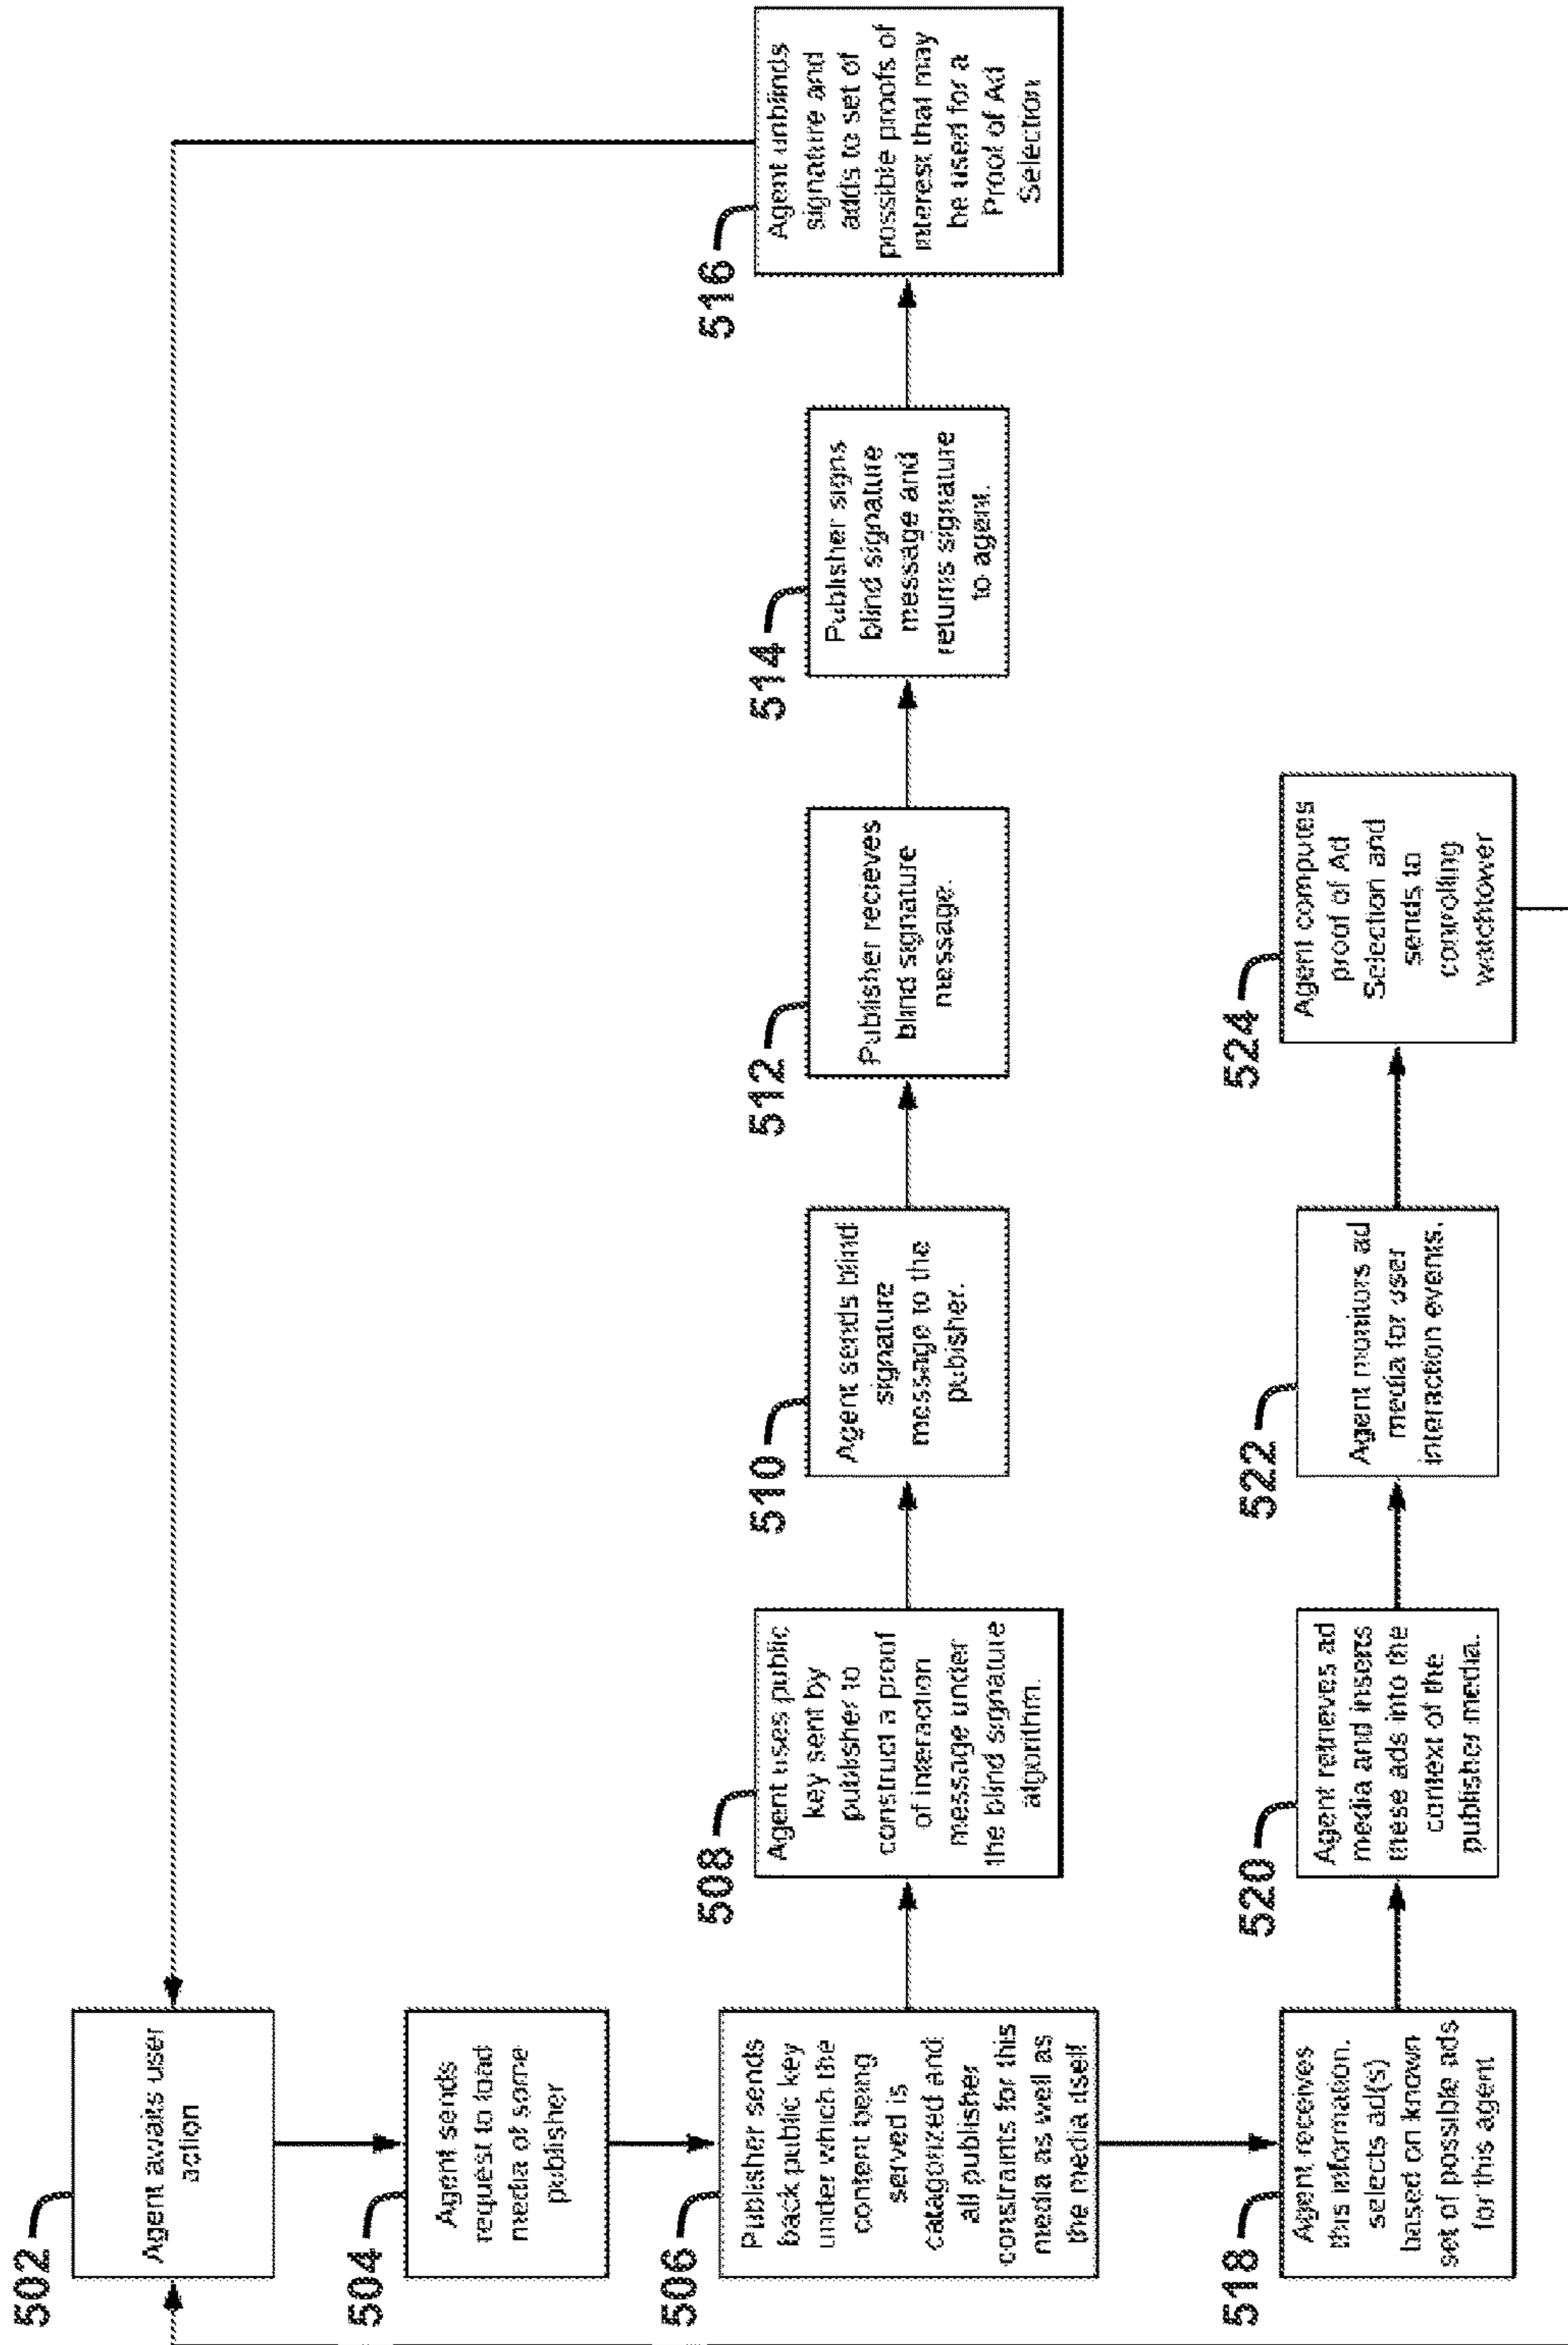 502
Agent awaits user
action
504
Agent sends
request to load
media of some
publisher
506
Publisher sends
back public key
under which the
content being
served is
catagorized and
all publisher
constraints for this
media as well as
the media itself
508
Agent uses public
key sent by
publisher to
construct a proof
of interaction
message under
the blind signature
algorithm.
510
Agent sends blind
signature
message to the
publisher.
512
Publisher recieves
blind signature
message.
514
Publisher signs
blind signature
message and
returns signature
to agent.
516
Agent unblinds
signature and
adds to set of
possible proofs of
interest that may
be used for a
Proof of Ad
Selection
518
Agent receives
this information.
selects ad(s)
based on known
set of possible ads
for this agent
520
Agent retrieves ad
media and inserts
these ads into the
context of the
publisher media.
522
Agent monitors ad
media for user
interaction events.
524
Agent computes
proof of Ad
Selection and
sends to
controlling
watchtower